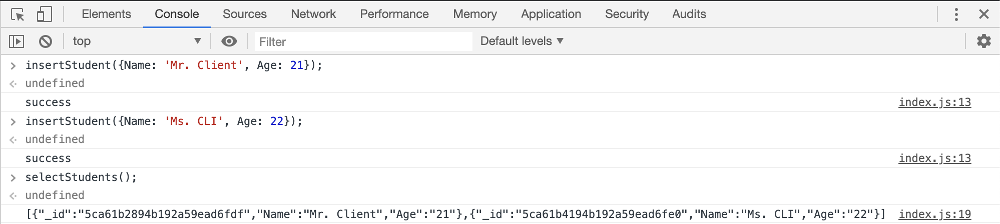 Elements Console Sources Network Performance Memory Application Security Audits
top Filter Default levels
insertStudent({Name: 'Mr. Client', Age: 21});
undefined
success index.js:13
insertStudent({Name: 'Ms. CLI', Age: 22});
undefined
success index.js:13
selectStudents();
undefined
[{"_id":"5ca61b2894b192a59ead6fdf","Name":"Mr. Client","Age":"21"},{"_id":"5ca61b4194b192a59ead6fe0","Name":"Ms. CLI","Age":"22"}] index.js:19